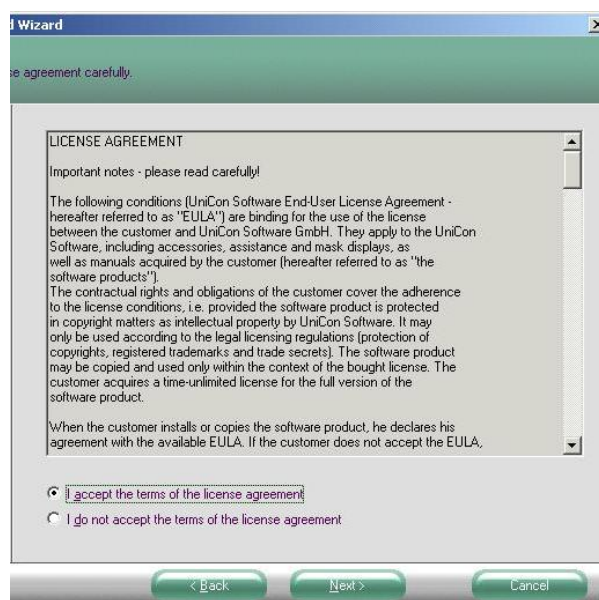 d Wizard
se agreement carefully.
LICENSE AGREEMENT
Important notes - please read carefully!
The following conditions (UniCon Software End-User License Agreement -
hereafter referred to as "EULA") are binding for the use of the license
between the customer and UniCon Software GmbH. They apply to the UniCon
Software, including accessories, assistance and mask displays, as
well as manuals acquired by the customer (hereafter referred to as "the
software products").
The contractual rights and obligations of the customer cover the adherence
to the license conditions, i.e. provided the software product is protected
in copyright matters as intellectual property by UniCon Software. It may
only be used according to the legal licensing regulations (protection of
copyrights, registered trademarks and trade secrets). The software product
may be copied and used only within the context of the bought license. The
customer acquires a time-unlimited license for the full version of the
software product.
When the customer installs or copies the software product, he declares his
agreement with the available EULA. If the customer does not accept the EULA,
I accept the terms of the license agreement
I do not accept the terms of the license agreement
< Back
Next >
Cancel